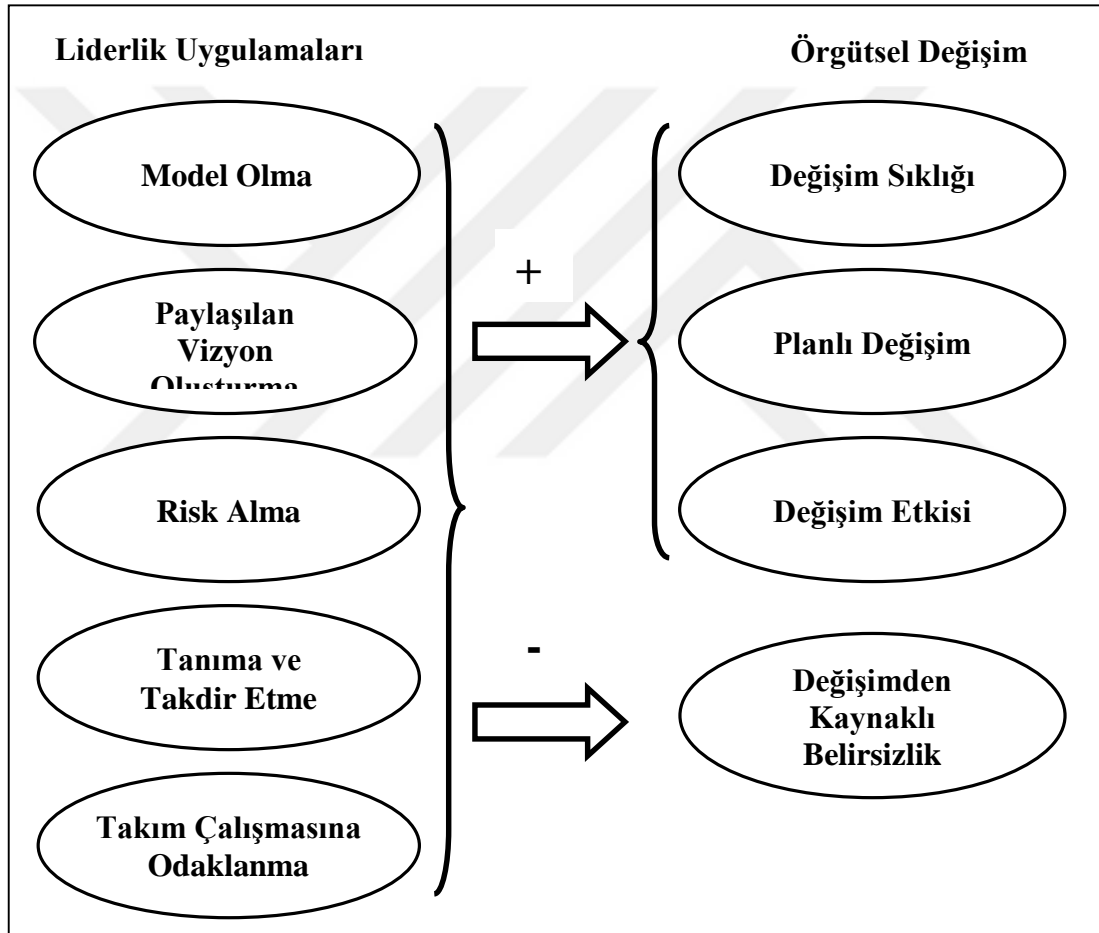 Liderlik Uygulamaları
Örgütsel Değişim
Model Olma
Paylaşılan
Vizyon
Oluşturma
Risk Alma
Tanıma ve
Takdir Etme
Takım Çalışmasına
Odaklanma
+
-
Değişim Sıklığı
Planlı Değişim
Değişim Etkisi
Değişimden
Kaynaklı
Belirsizlik